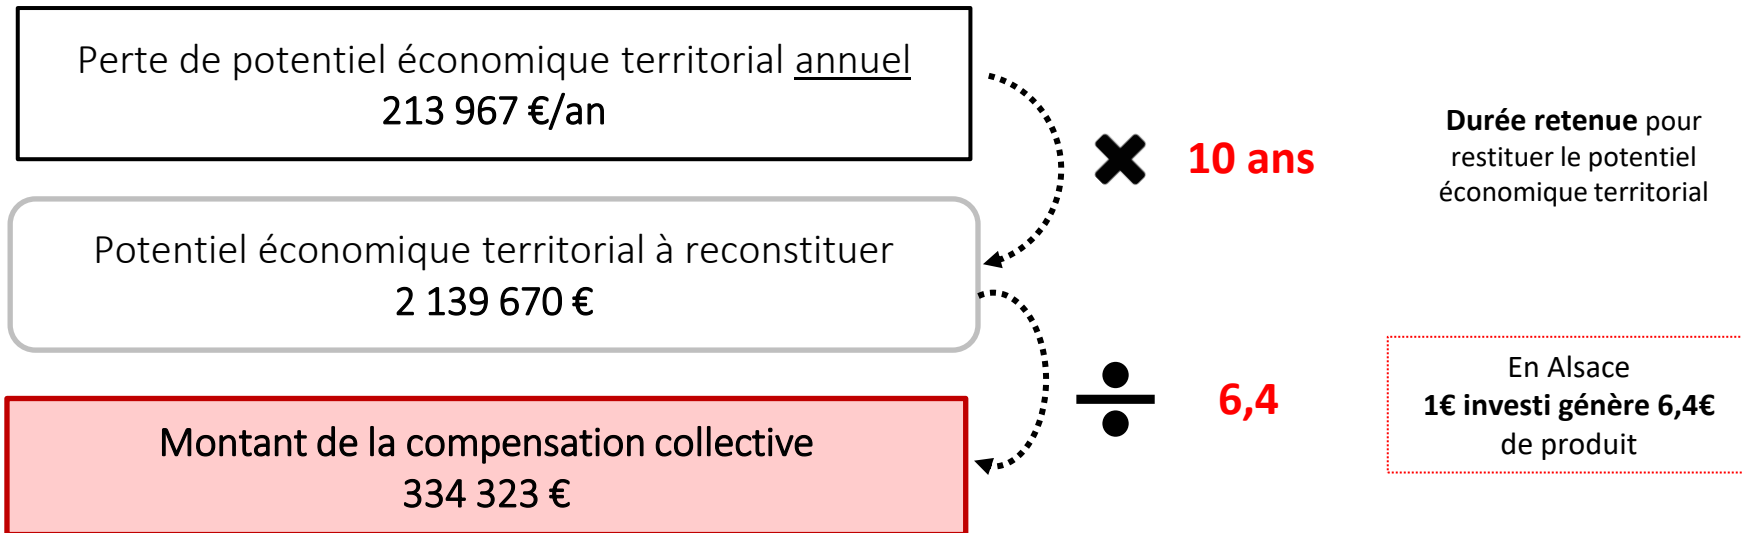 Perte de potentiel économique territorial annuel
213 967 €/an
10 ans
Durée retenue pour
restituer le potentiel
économique territorial
Potentiel économique territorial à reconstituer
2 139 670 €
6,4
En Alsace
1€ investi génère 6,4€
de produit
Montant de la compensation collective
334 323 €